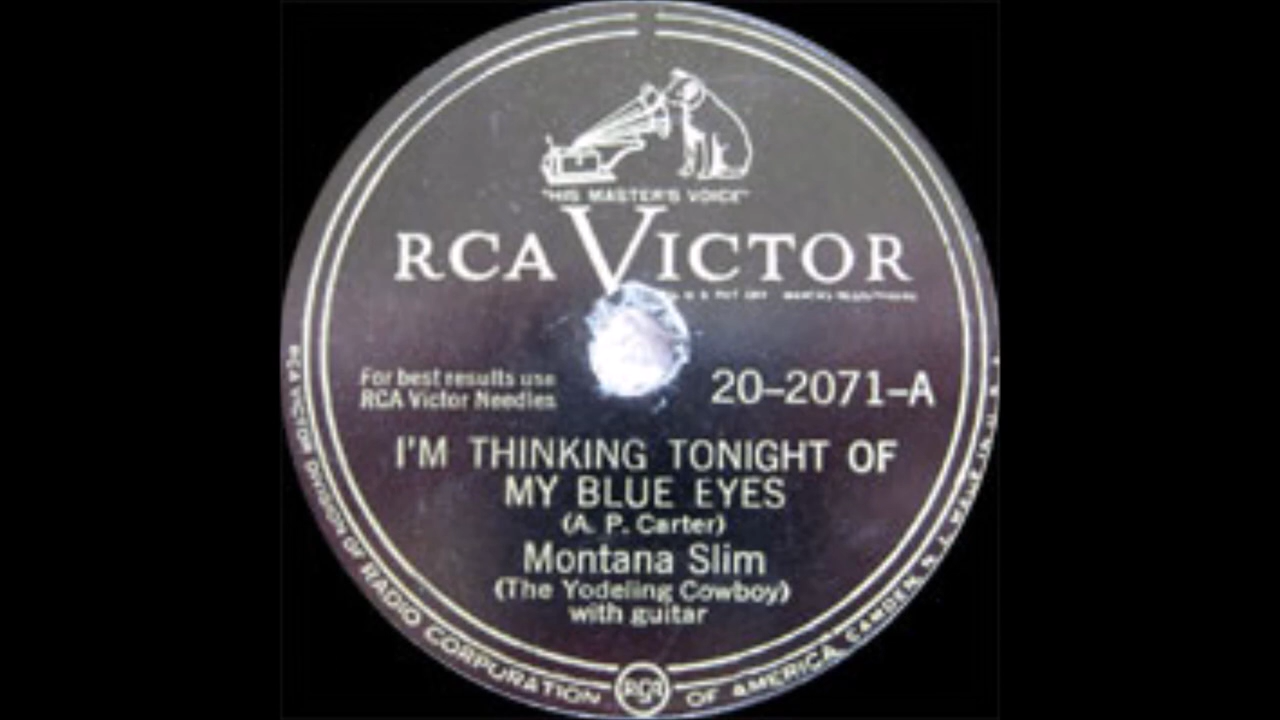 "HIS MASTER'S VOICE"
RCA VICTOR
For best results use
RCA Victor Needles
20-2071-A
I'M THINKING TONIGHT OF
MY BLUE EYES
(A. P. Carter)
Montana Slim
(The Yodeling Cowboy)
with guitar
RCA VICTOR DIVISION OF RADIO CORPORATION OF AMERICA, CAMDEN, N. J.
RCA